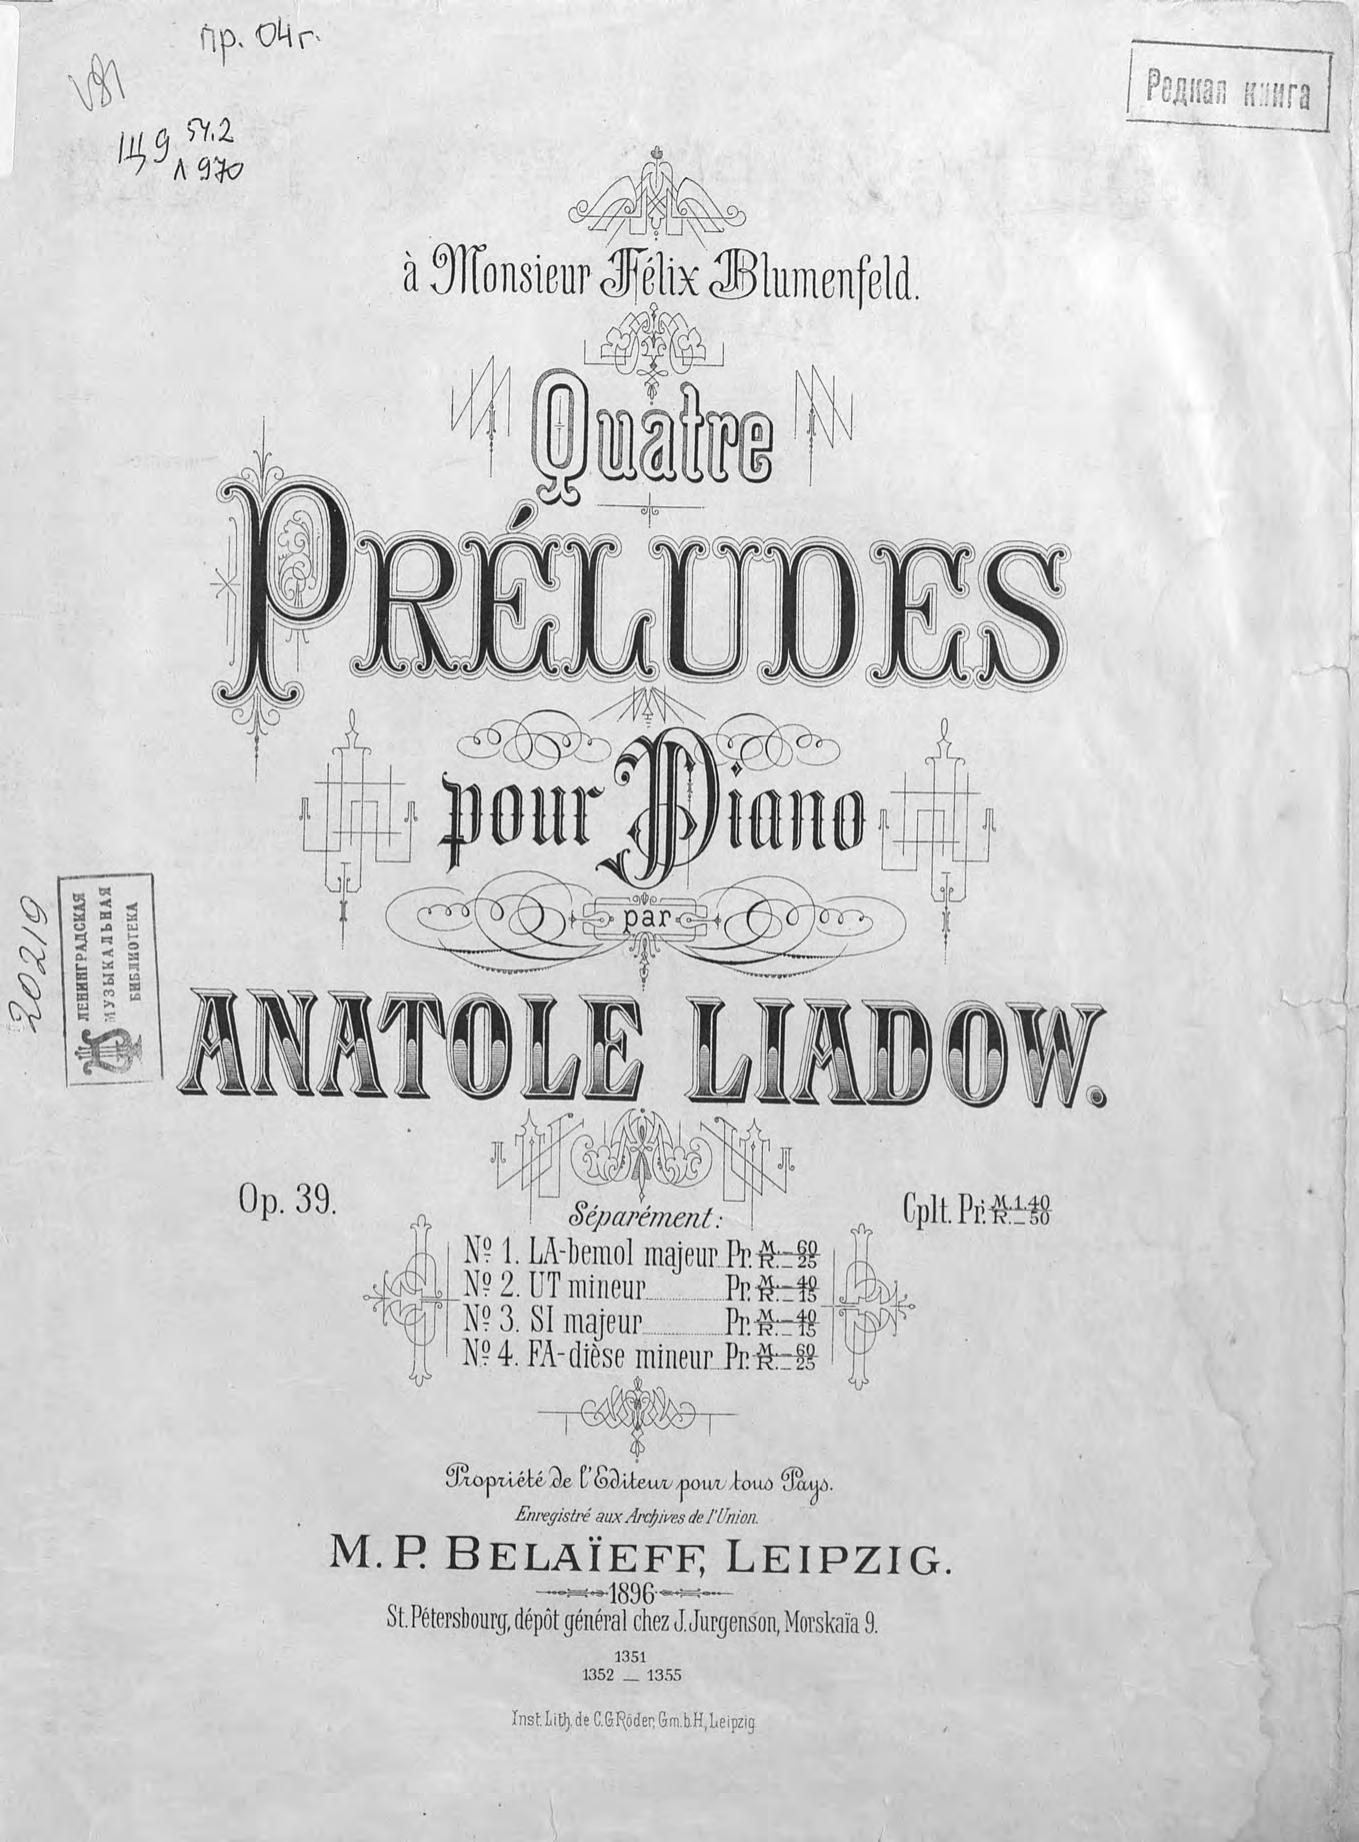 пр. 04 г.
Щ9 54.2
Л 970
Редкая книга
à Monsieur Félix Blumenfeld.
Quatre
PRÉLUDES
pour Piano
par
ANATOLE LIADOW.
20219
ЛЕНИНГРАДСКАЯ
МУЗЫКАЛЬНАЯ
БИБЛИОТЕКА
Op. 39.
Cplt. Pr. M. 1.40 R. _ 50
Séparément:
No 1. LA-bemol majeur Pr. M. _ 60 R. _ 25
No 2. UT mineur Pr. M. _ 40 R. _ 15
No 3. SI majeur Pr. M. _ 40 R. _ 15
No 4. FA-dièse mineur Pr. M. _ 60 R. _ 25
Propriété de l'Editeur pour tous Pays.
Enregistré aux Archives de l'Union.
M. P. BELAÏEFF, LEIPZIG.
1896
St. Pétersbourg, dépôt général chez J. Jurgenson, Morskaïa 9.
1351
1352 — 1355
Inst. Lith. de C. G. Röder, G.m.b.H., Leipzig